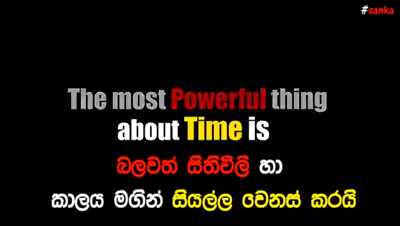 #sanka
The most Powerful thing
about Time is
බලවත් සිතිවිලි හා
කාලය මගින් සියල්ල වෙනස් කරයි